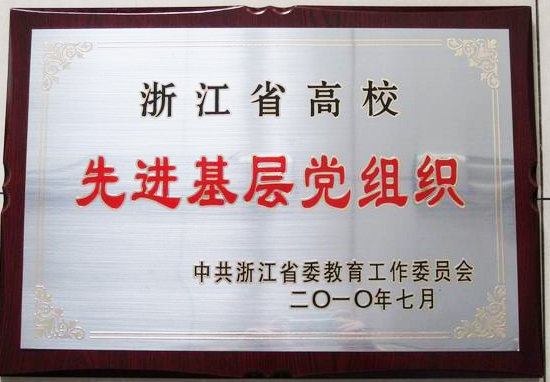 浙江省高校
先进基层党组织
中共浙江省委教育工作委员会
二〇一〇年七月